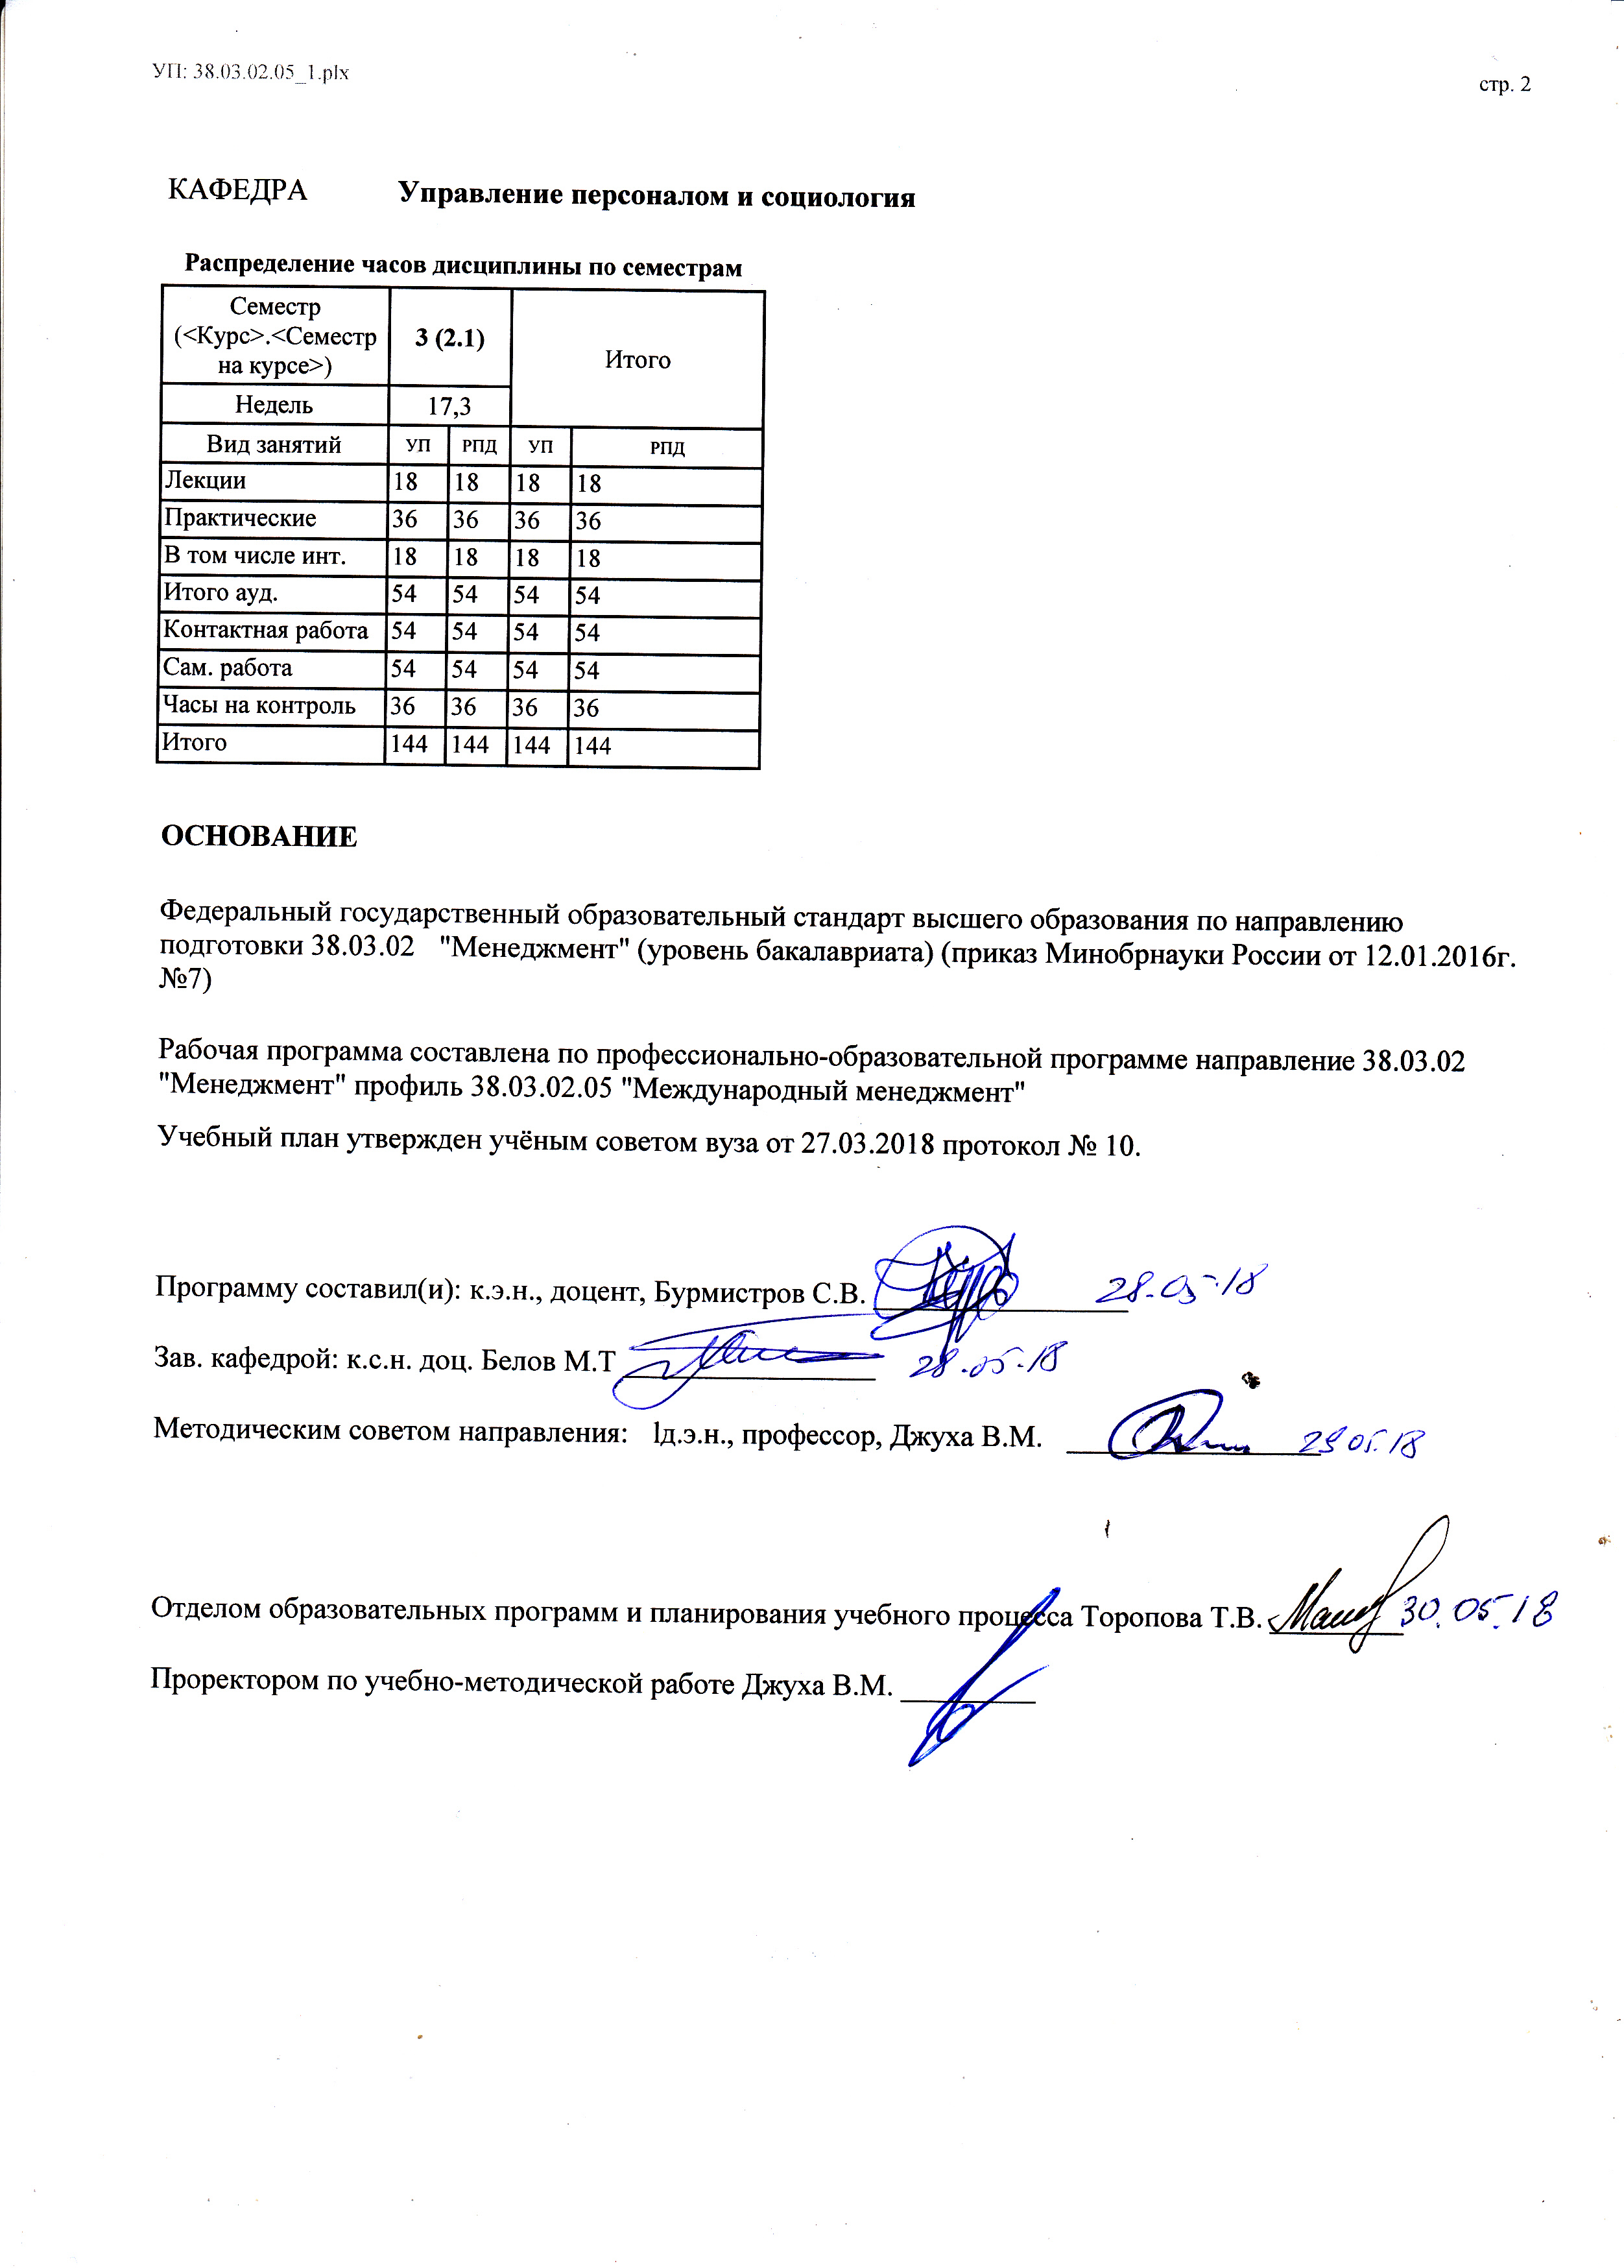 УП: 38.03.02.05_1.plx
стр. 2
КАФЕДРА Управление персоналом и социология
Распределение часов дисциплины по семестрам
Семестр
(<Курс>.<Семестр
на курсе>)
3 (2.1)
Итого
Недель 17,3
Вид занятий УП РПД УП РПД
Лекции 18 18 18 18
Практические 36 36 36 36
В том числе инт. 18 18 18 18
Итого ауд. 54 54 54 54
Контактная работа 54 54 54 54
Сам. работа 54 54 54 54
Часы на контроль 36 36 36 36
Итого 144 144 144 144
ОСНОВАНИЕ
Федеральный государственный образовательный стандарт высшего образования по направлению
подготовки 38.03.02 "Менеджмент" (уровень бакалавриата) (приказ Минобрнауки России от 12.01.2016г.
№7)
Рабочая программа составлена по профессионально-образовательной программе направление 38.03.02
"Менеджмент" профиль 38.03.02.05 "Международный менеджмент"
Учебный план утвержден учёным советом вуза от 27.03.2018 протокол № 10.
Программу составил(и): к.э.н., доцент, Бурмистров С.В. 28.05.18
Зав. кафедрой: к.с.н. доц. Белов М.Т 28.05.18
Методическим советом направления: lд.э.н., профессор, Джуха В.М. 29.05.18
Отделом образовательных программ и планирования учебного процесса Торопова Т.В. 30.05.18
Проректором по учебно-методической работе Джуха В.М.